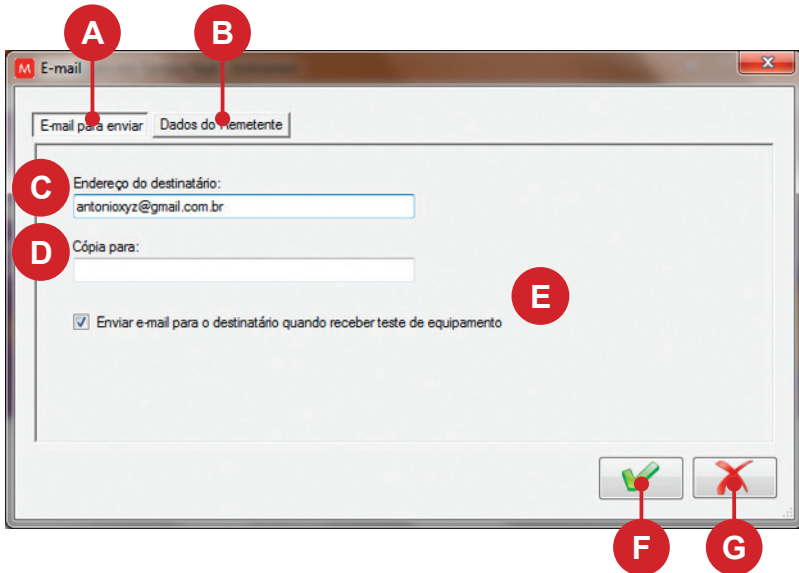 A
B
M E-mail
x
E-mail para enviar
Dados do Remetente
C
Endereço do destinatário:
antonioxyz@gmail.com.br
D
Cópia para:
E
Enviar e-mail para o destinatário quando receber teste de equipamento
F
G